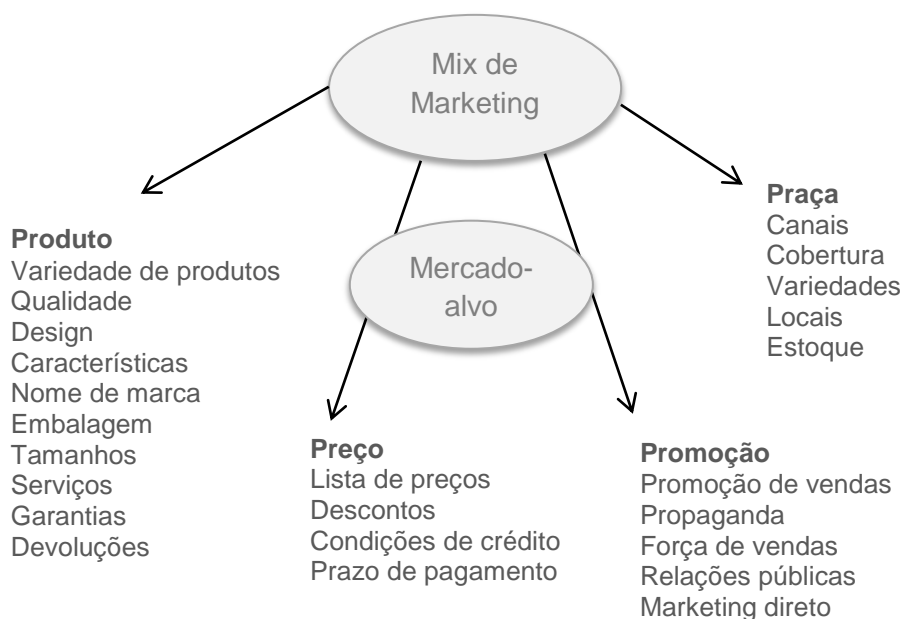 Mix de
Marketing
Mercado-
alvo
Produto
Variedade de produtos
Qualidade
Design
Características
Nome de marca
Embalagem
Tamanhos
Serviços
Garantias
Devoluções
Preço
Lista de preços
Descontos
Condições de crédito
Prazo de pagamento
Promoção
Promoção de vendas
Propaganda
Força de vendas
Relações públicas
Marketing direto
Praça
Canais
Cobertura
Variedades
Locais
Estoque